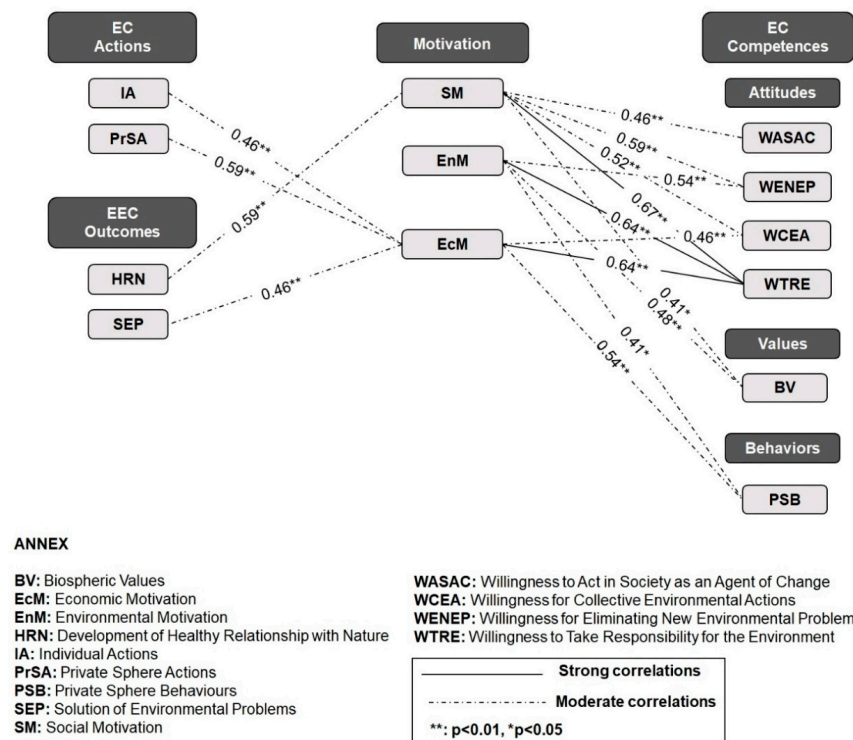 EC
Actions
Motivation
EC
Competences
IA
SM
Attitudes
PrSA
0.46**
0.46**
WASAC
EnM
0.59**
0.59**
0.52**
0.54**
WENEP
EEC
Outcomes
0.59**
0.67**
0.64**
0.46**
WCEA
EcM
HRN
0.64**
WTRE
0.46**
SEP
0.41*
0.48**
Values
0.41*
0.54**
BV
Behaviors
PSB
ANNEX
BV: Biospheric Values
EcM: Economic Motivation
EnM: Environmental Motivation
HRN: Development of Healthy Relationship with Nature
IA: Individual Actions
PrSA: Private Sphere Actions
PSB: Private Sphere Behaviours
SEP: Solution of Environmental Problems
SM: Social Motivation
WASAC: Willingness to Act in Society as an Agent of Change
WCEA: Willingness for Collective Environmental Actions
WENEP: Willingness for Eliminating New Environmental Problem
WTRE: Willingness to Take Responsibility for the Environment
Strong correlations
Moderate correlations
**: p<0.01, *p<0.05